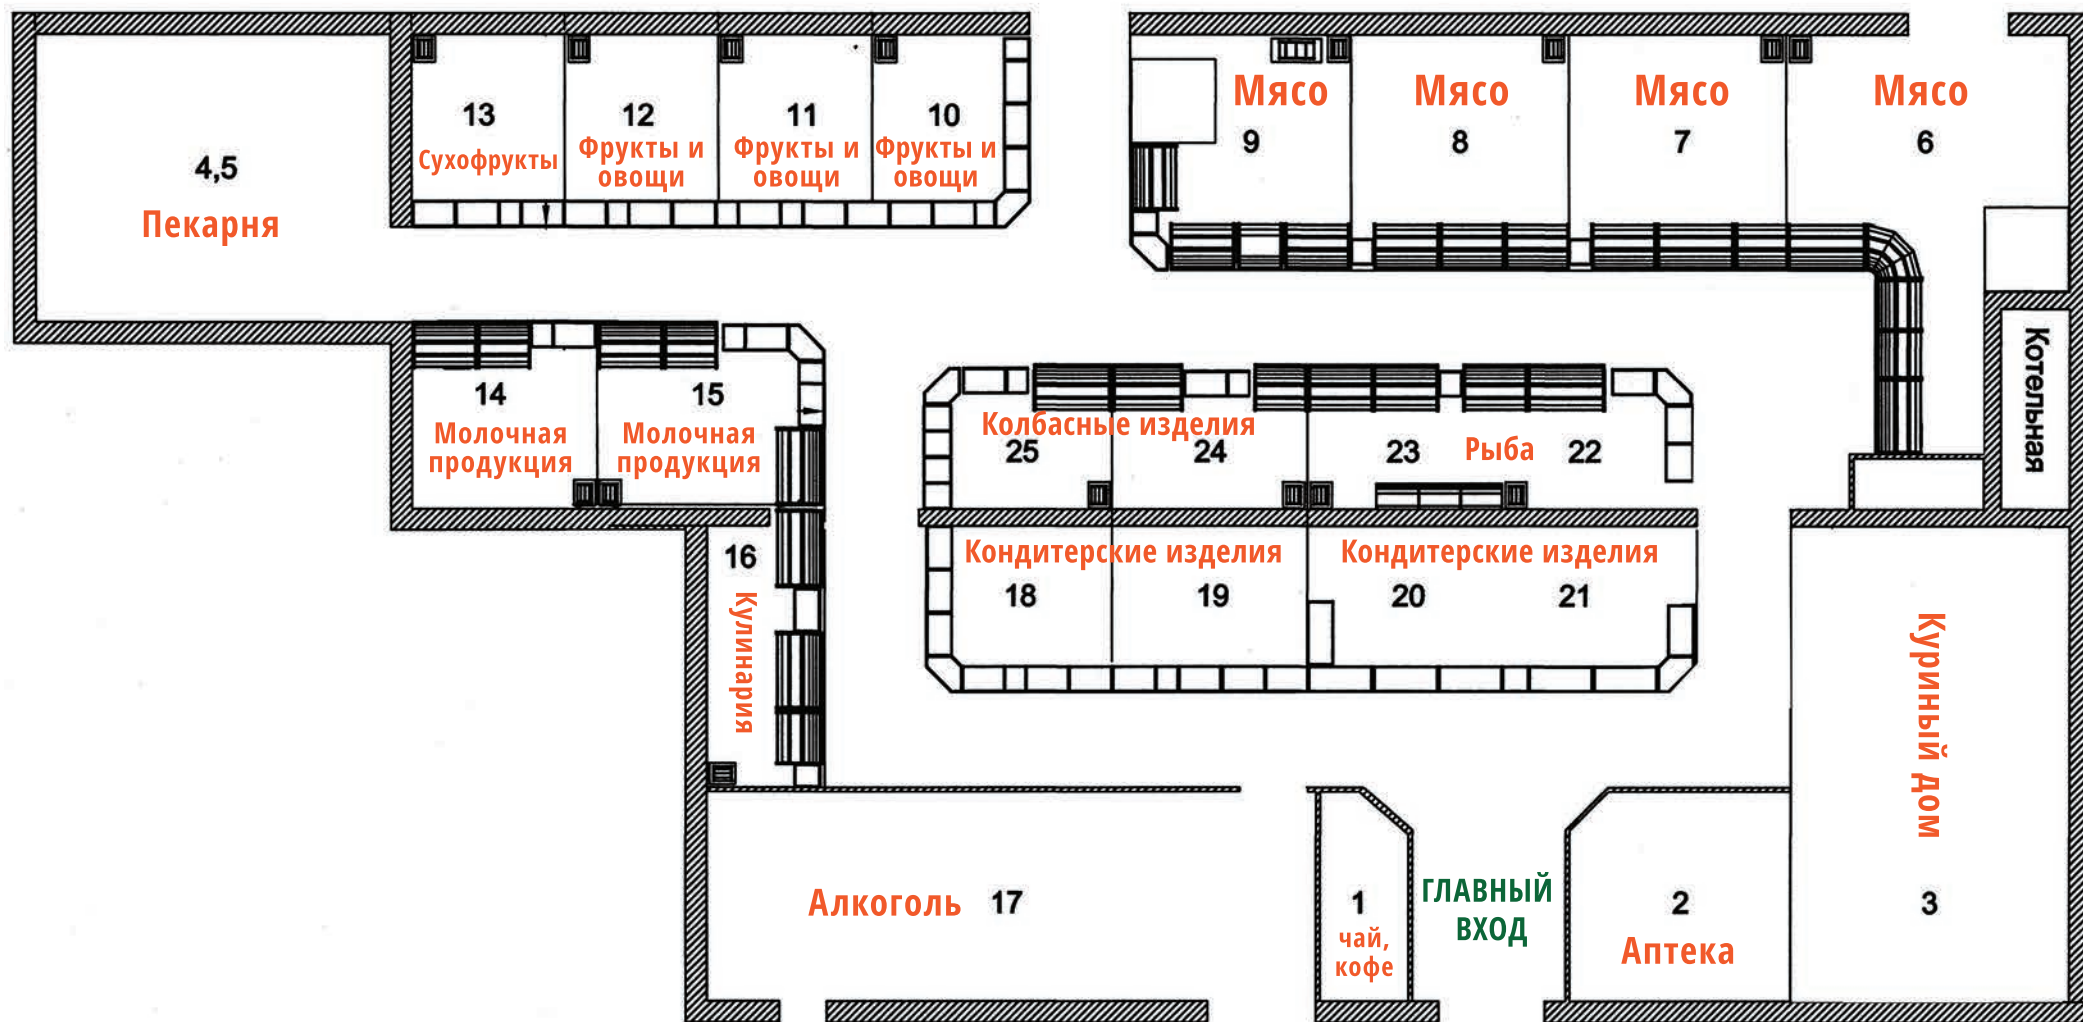 13
12
11
10
Сухофрукты
Фрукты и
овощи
Фрукты и
овощи
Фрукты и
овощи
4,5
Пекарня
Мясо
9
Мясо
8
Мясо
7
Мясо
6
Котельная
14
Молочная
продукция
15
Молочная
продукция
Колбасные изделия
25
24
23
Рыба
22
16
Кулинария
Кондитерские изделия
18
19
Кондитерские изделия
20
21
Куриный дом
3
Алкоголь 17
1
чай,
кофе
ГЛАВНЫЙ
ВХОД
2
Аптека